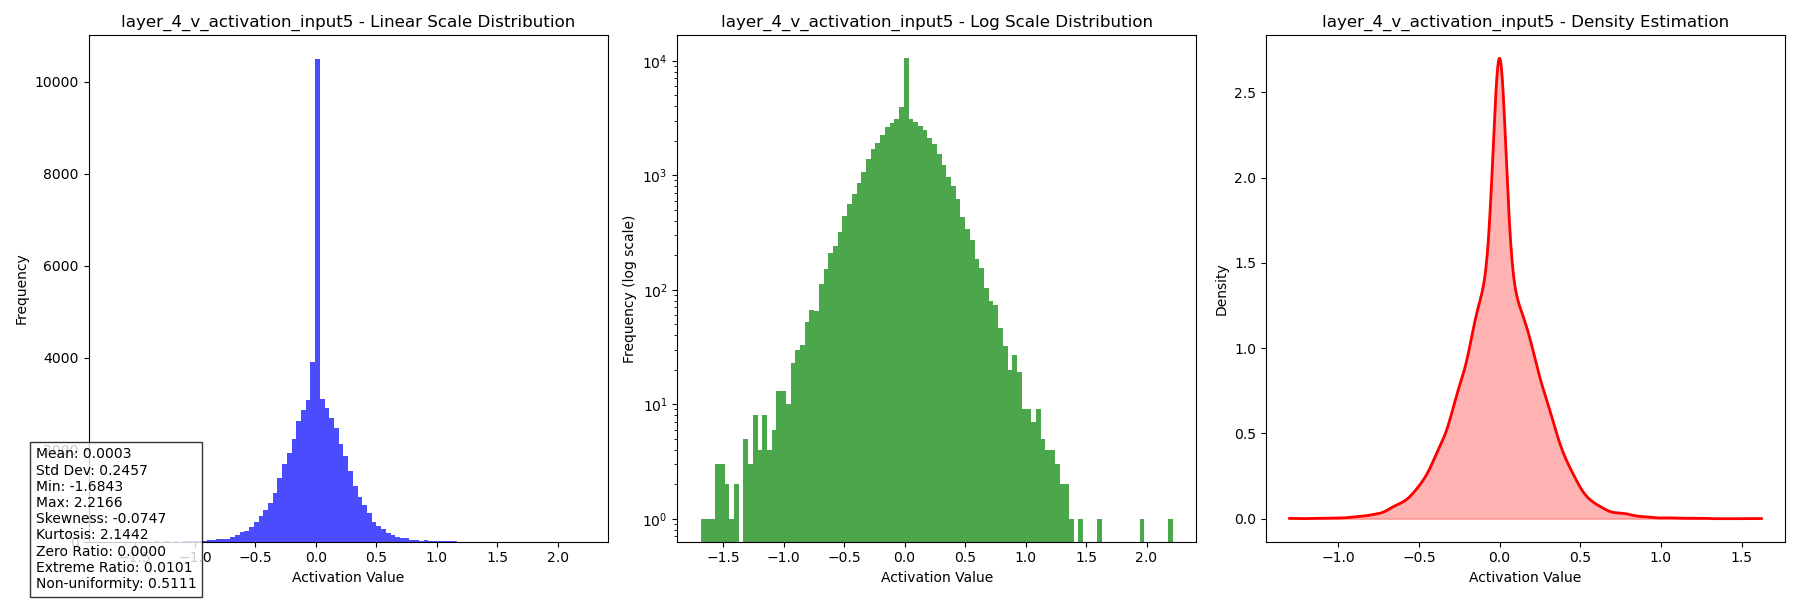 layer_4_v_activation_input5 - Linear Scale Distribution
10000
8000
6000
4000
2000
0
Frequency
−1.0
−0.5
0.0
0.5
1.0
1.5
2.0
Activation Value
Mean: 0.0003
Std Dev: 0.2457
Min: -1.6843
Max: 2.2166
Skewness: -0.0747
Kurtosis: 2.1442
Zero Ratio: 0.0000
Extreme Ratio: 0.0101
Non-uniformity: 0.5111
layer_4_v_activation_input5 - Log Scale Distribution
10⁴
10³
10²
10¹
10⁰
Frequency (log scale)
−1.5
−1.0
−0.5
0.0
0.5
1.0
1.5
2.0
Activation Value
layer_4_v_activation_input5 - Density Estimation
2.5
2.0
1.5
1.0
0.5
0.0
Density
−1.0
−0.5
0.0
0.5
1.0
1.5
Activation Value